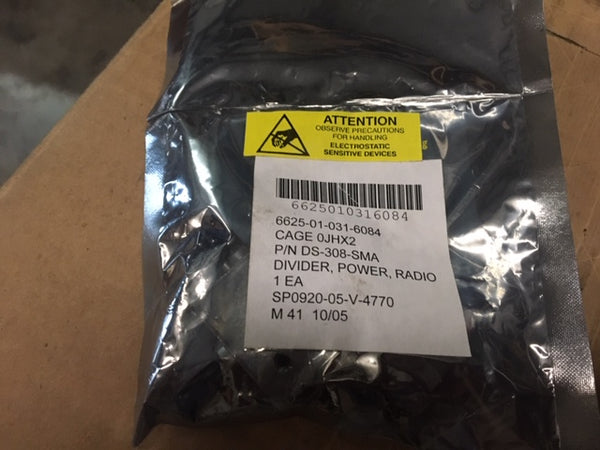 ATTENTION
OBSERVE PRECAUTIONS
FOR HANDLING
ELECTROSTATIC
SENSITIVE DEVICES
6625010316084
6625-01-031-6084
CAGE 0JHX2
P/N DS-308-SMA
DIVIDER, POWER, RADIO
1 EA
SP0920-05-V-4770
M 41 10/05